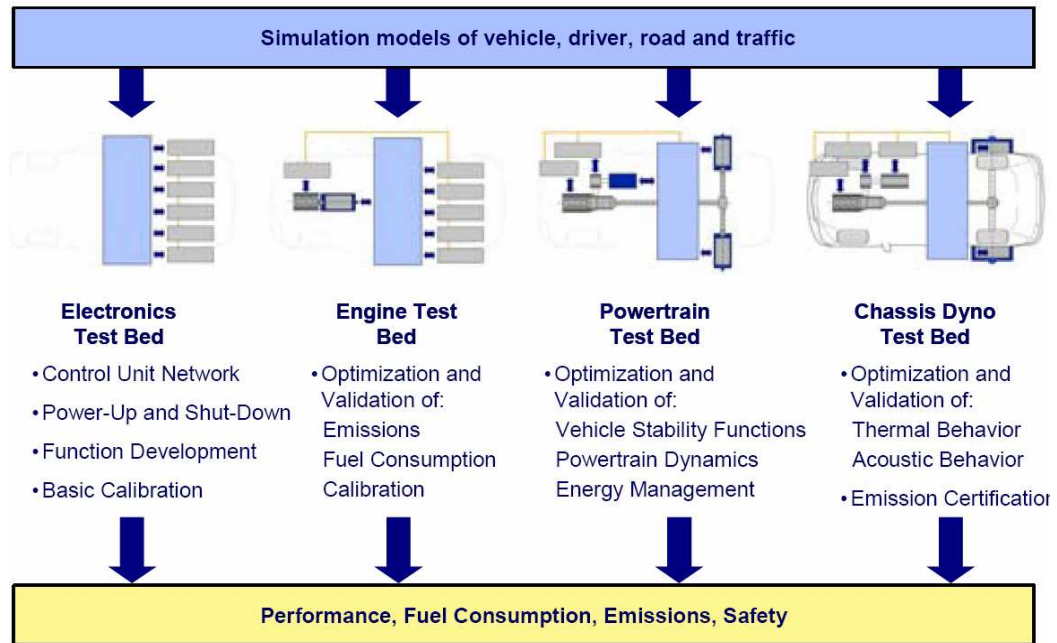 Simulation models of vehicle, driver, road and traffic
Electronics
Test Bed
• Control Unit Network
• Power-Up and Shut-Down
• Function Development
• Basic Calibration
Engine Test
Bed
• Optimization and
Validation of:
Emissions
Fuel Consumption
Calibration
Powertrain
Test Bed
• Optimization and
Validation of:
Vehicle Stability Functions
Powertrain Dynamics
Energy Management
Chassis Dyno
Test Bed
• Optimization and
Validation of:
Thermal Behavior
Acoustic Behavior
• Emission Certification
Performance, Fuel Consumption, Emissions, Safety